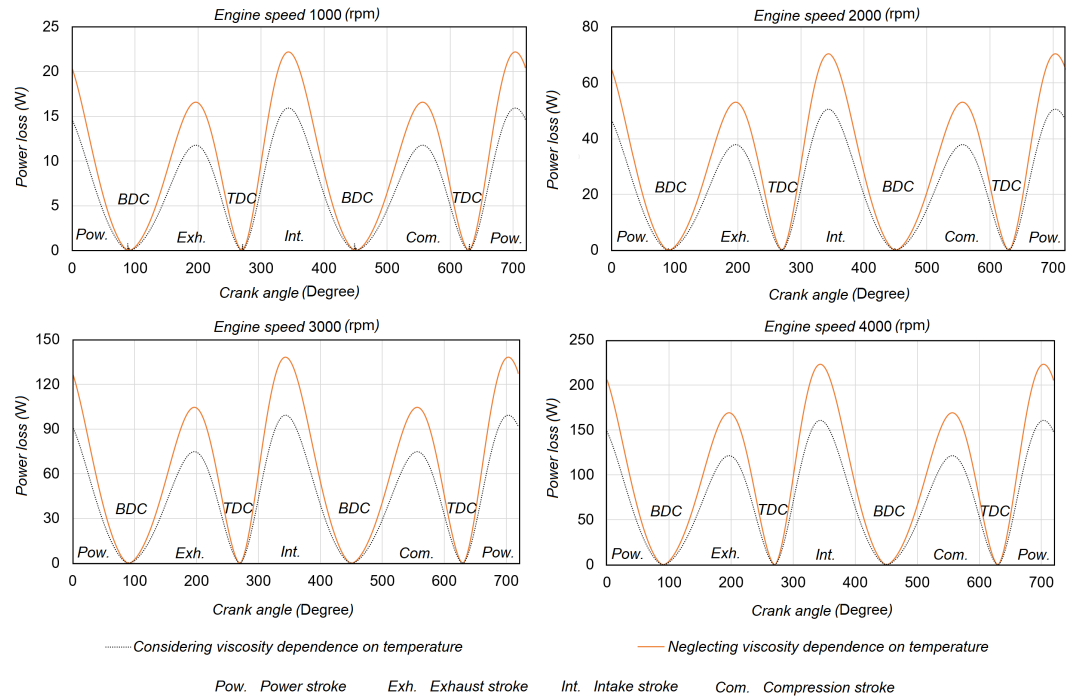 Engine speed 1000 (rpm)
25
20
15
10
5
0
Power loss (W)
BDC
TDC
BDC
TDC
Pow.
Exh.
Int.
Com.
Pow.
0 100 200 300 400 500 600 700
Crank angle (Degree)
Engine speed 2000 (rpm)
80
60
40
20
0
Power loss (W)
BDC
TDC
BDC
TDC
Pow.
Exh.
Int.
Com.
Pow.
0 100 200 300 400 500 600 700
Crank angle (Degree)
Engine speed 3000 (rpm)
150
120
90
60
30
0
Power loss (W)
BDC
TDC
BDC
TDC
Pow.
Exh.
Int.
Com.
Pow.
0 100 200 300 400 500 600 700
Crank angle (Degree)
Engine speed 4000 (rpm)
250
200
150
100
50
0
Power loss (W)
BDC
TDC
BDC
TDC
Pow.
Exh.
Int.
Com.
Pow.
0 100 200 300 400 500 600 700
Crank angle (Degree)
Considering viscosity dependence on temperature
Neglecting viscosity dependence on temperature
Pow. Power stroke Exh. Exhaust stroke Int. Intake stroke Com. Compression stroke